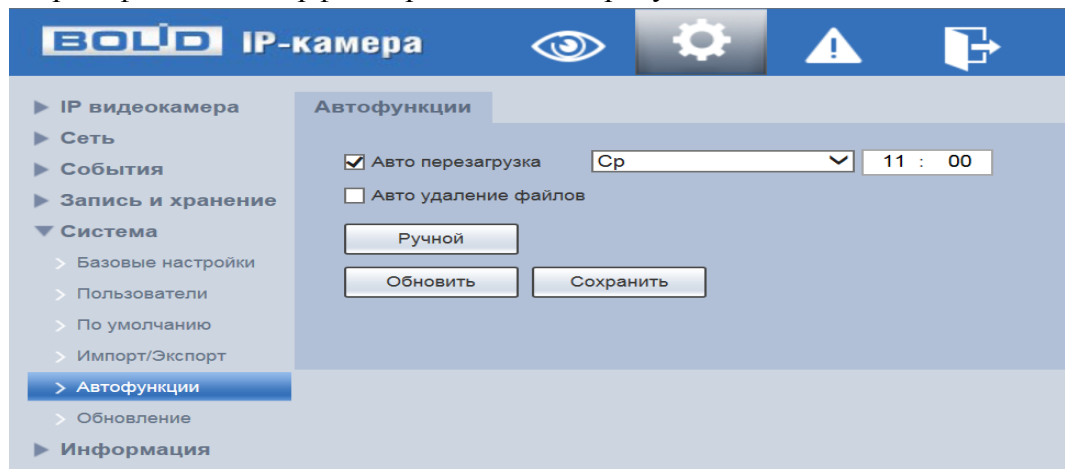 BOLID IP-камера
IP видеокамера
Сеть
События
Запись и хранение
Система
Базовые настройки
Пользователи
По умолчанию
Импорт/Экспорт
Автофункции
Обновление
Информация
Автофункции
Авто перезагрузка Ср 11 : 00
Авто удаление файлов
Ручной
Обновить Сохранить